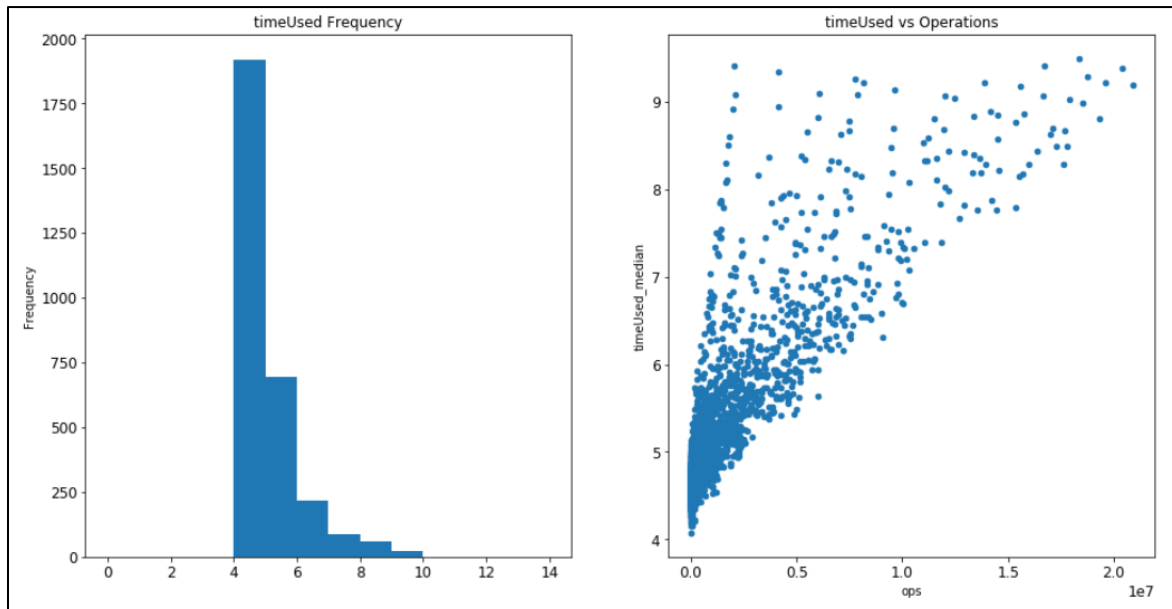 timeUsed Frequency
2000
1750
1500
1250
1000
750
500
250
0
Frequency
0 2 4 6 8 10 12 14
timeUsed vs Operations
9
8
7
6
5
4
timeUsed_median
0.0 0.5 1.0 1.5 2.0
ops
1e7